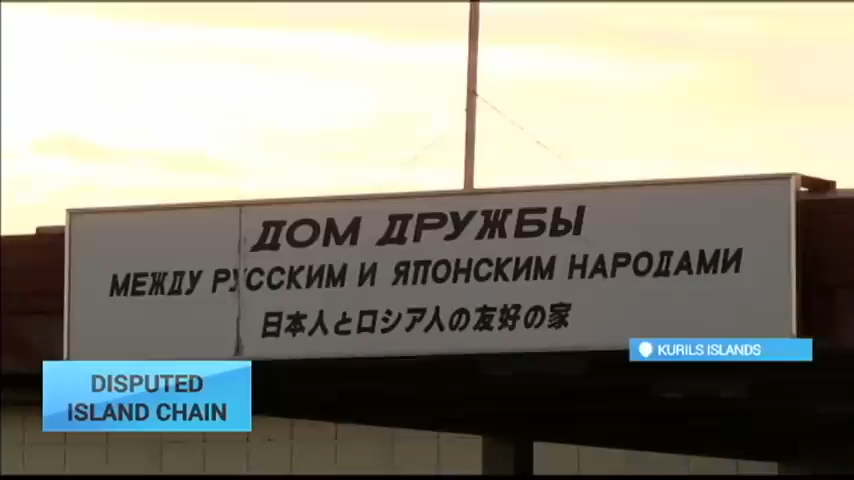 ДОМ ДРУЖБЫ
МЕЖДУ РУССКИМ И ЯПОНСКИМ НАРОДАМИ
日本人とロシア人の友好の家
KURILS ISLANDS
DISPUTED
ISLAND CHAIN